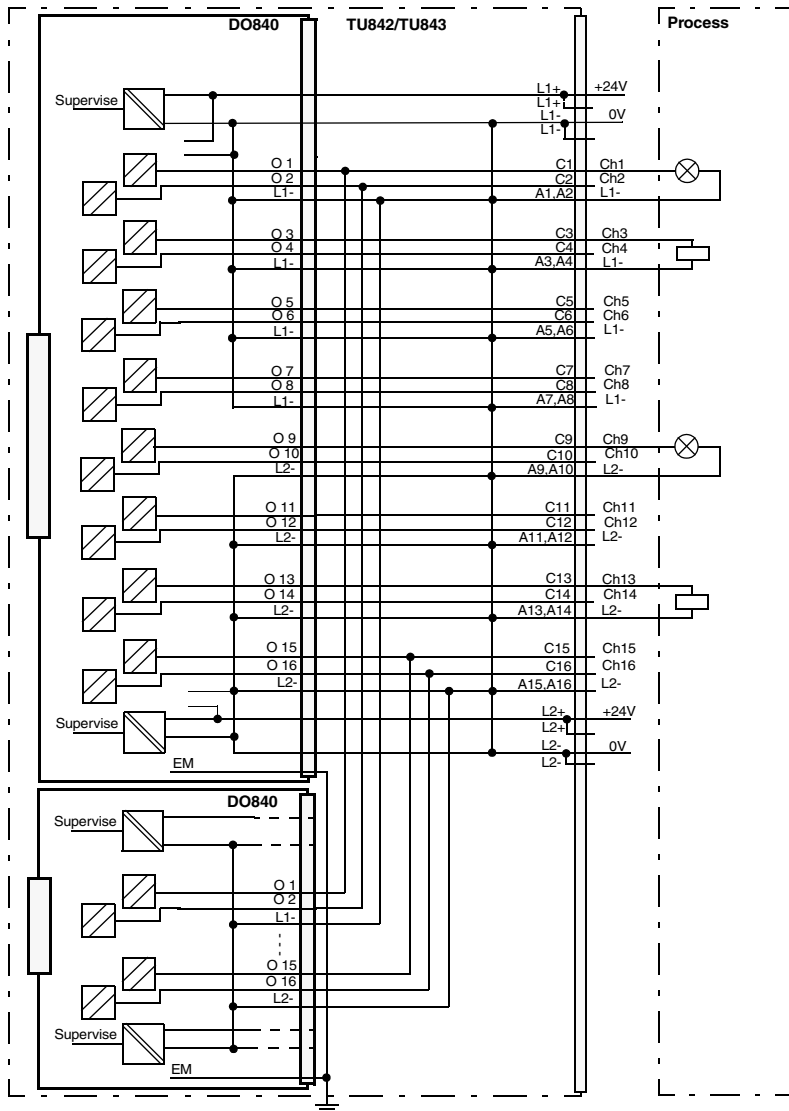 DO840 TU842/TU843 Process
Supervise L1+ +24V
L1+
L1- 0V
L1-
O 1 C1 Ch1
O 2 C2 Ch2
L1- A1,A2 L1-
O 3 C3 Ch3
O 4 C4 Ch4
L1- A3,A4 L1-
O 5 C5 Ch5
O 6 C6 Ch6
L1- A5,A6 L1-
O 7 C7 Ch7
O 8 C8 Ch8
L1- A7,A8 L1-
O 9 C9 Ch9
O 10 C10 Ch10
L2- A9,A10 L2-
O 11 C11 Ch11
O 12 C12 Ch12
L2- A11,A12 L2-
O 13 C13 Ch13
O 14 C14 Ch14
L2- A13,A14 L2-
O 15 C15 Ch15
O 16 C16 Ch16
L2- A15,A16 L2-
Supervise L2+ +24V
L2+
L2- 0V
L2-
EM
DO840
Supervise
O 1
O 2
L1-
O 15
O 16
L2-
Supervise
EM